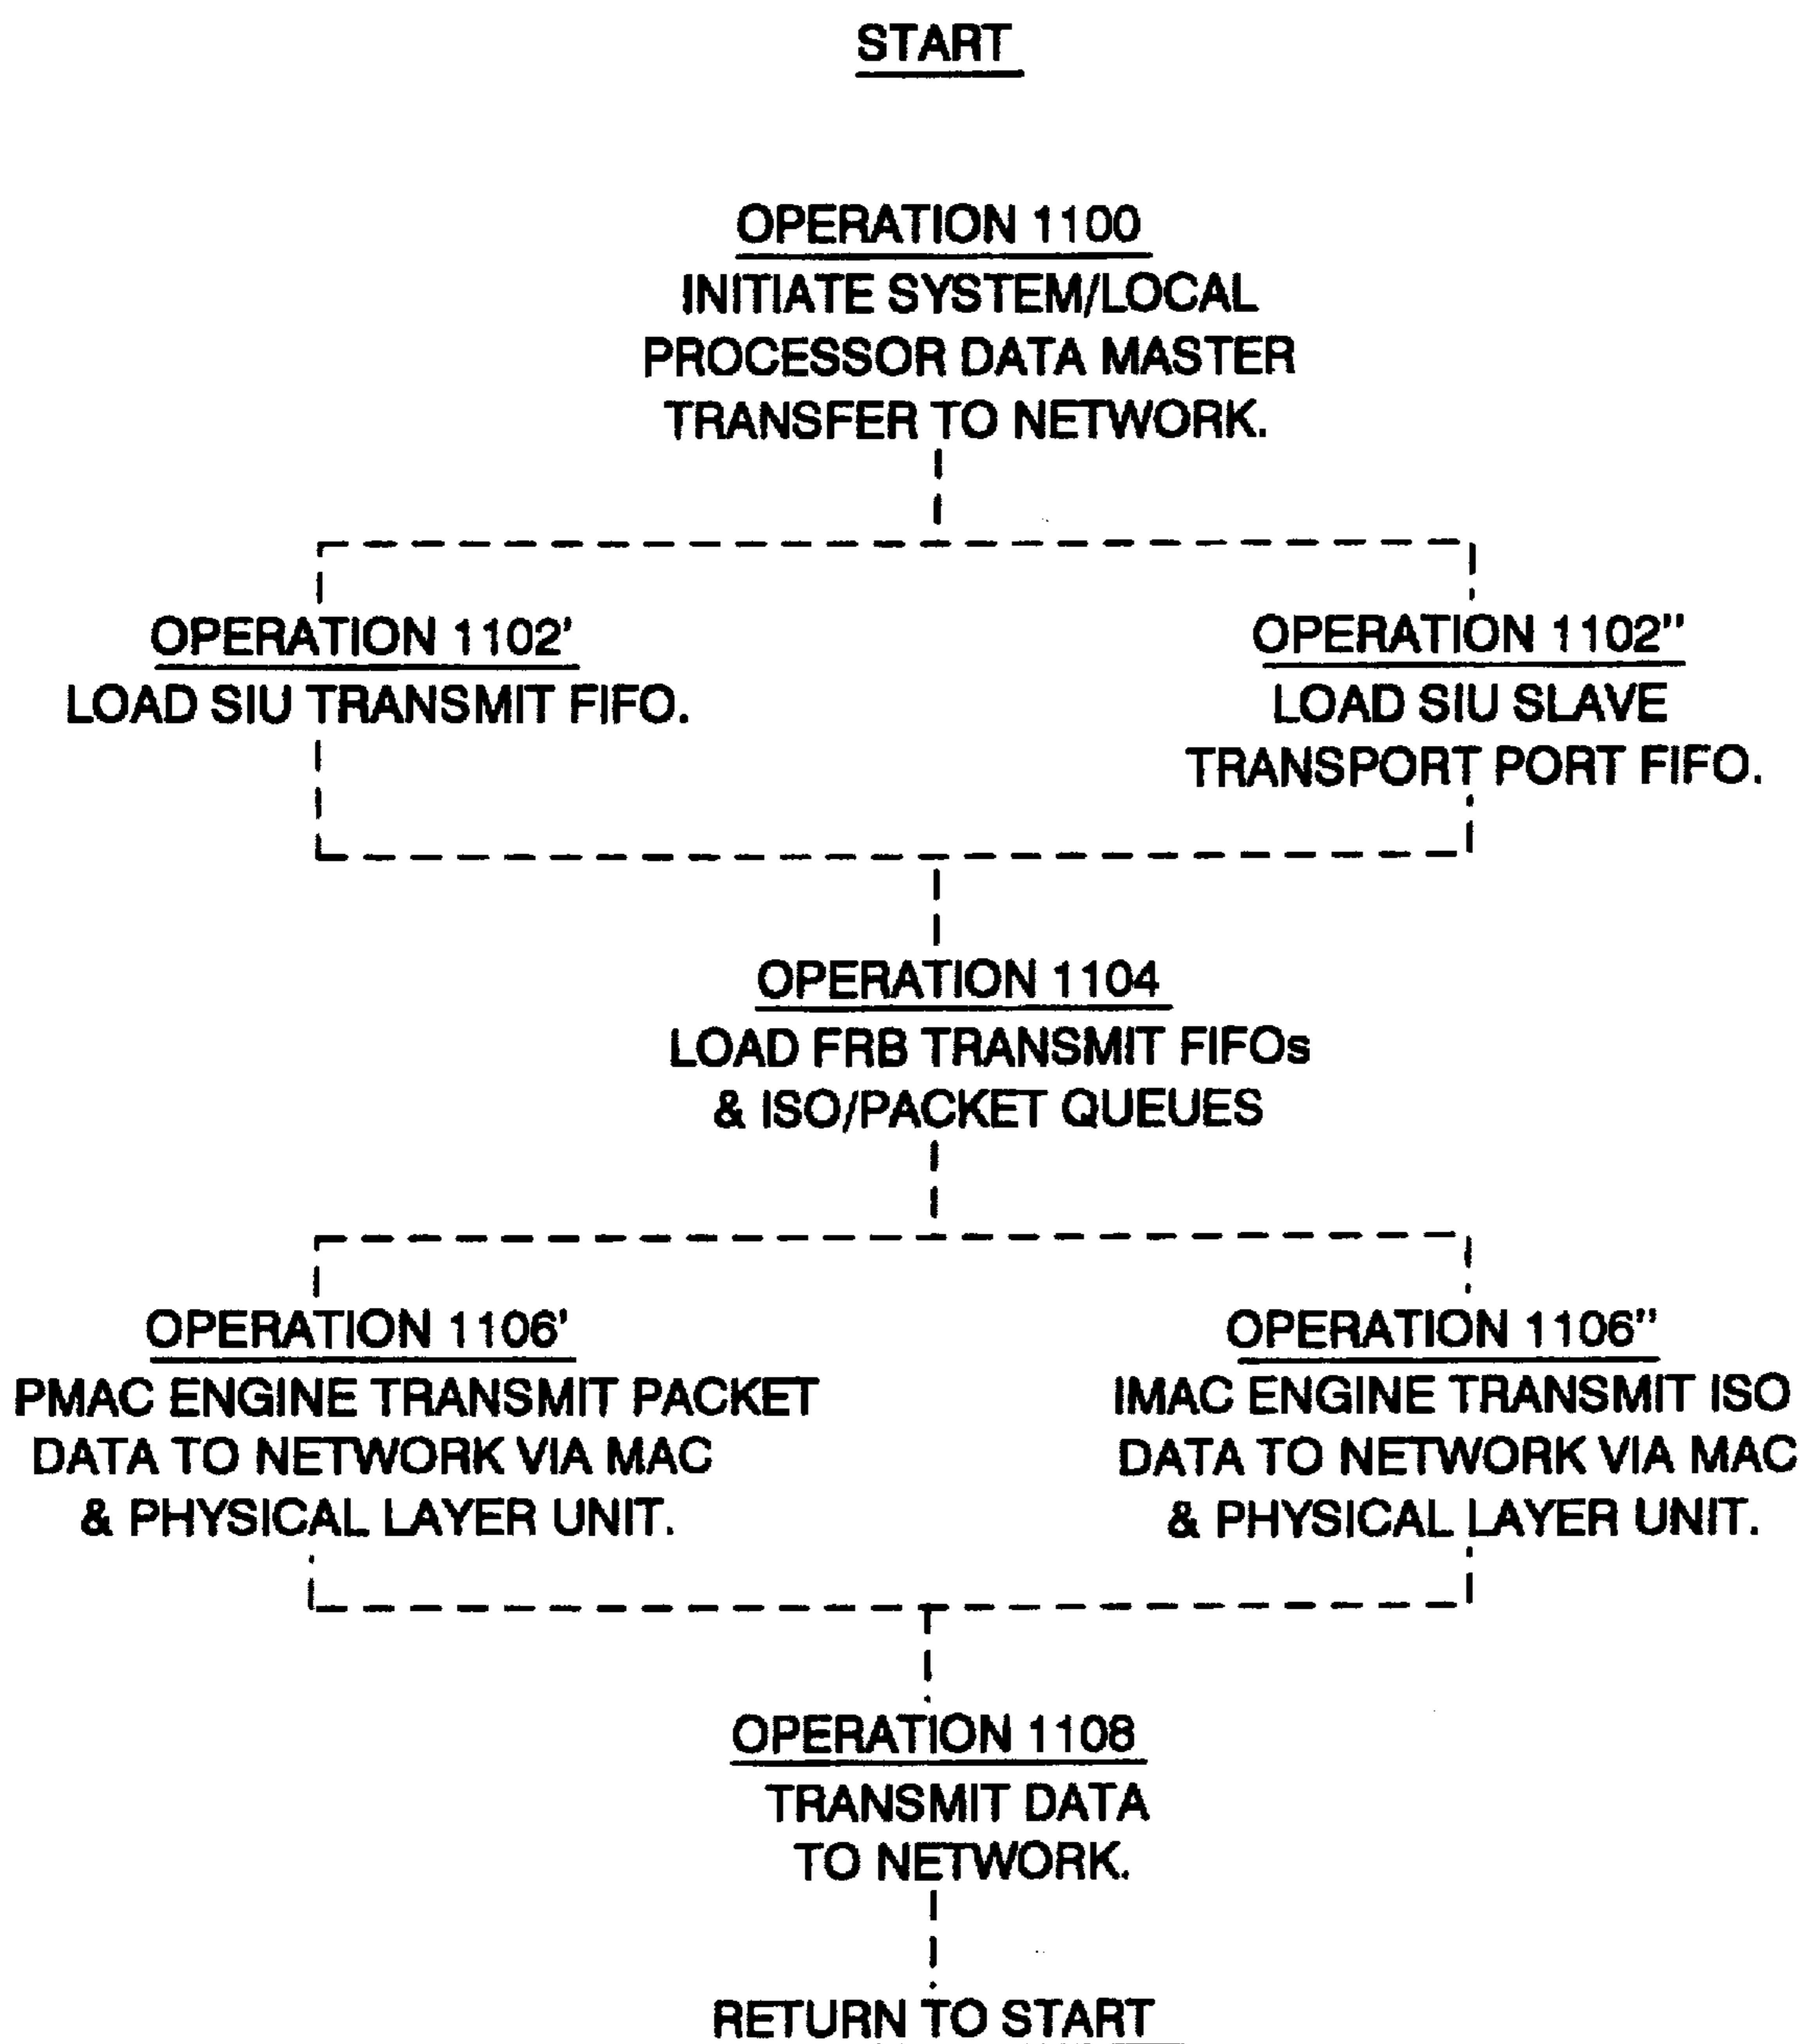 START
OPERATION 1100
INITIATE SYSTEM/LOCAL
PROCESSOR DATA MASTER
TRANSFER TO NETWORK.
OPERATION 1102'
LOAD SIU TRANSMIT FIFO.
OPERATION 1102"
LOAD SIU SLAVE
TRANSPORT PORT FIFO.
OPERATION 1104
LOAD FRB TRANSMIT FIFOs
& ISO/PACKET QUEUES
OPERATION 1106'
PMAC ENGINE TRANSMIT PACKET
DATA TO NETWORK VIA MAC
& PHYSICAL LAYER UNIT.
OPERATION 1106"
IMAC ENGINE TRANSMIT ISO
DATA TO NETWORK VIA MAC
& PHYSICAL LAYER UNIT.
OPERATION 1108
TRANSMIT DATA
TO NETWORK.
RETURN TO START